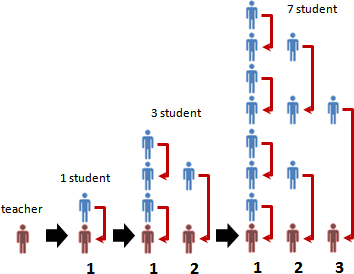 7 student
3 student
1 student
teacher
1
1 2
1 2 3